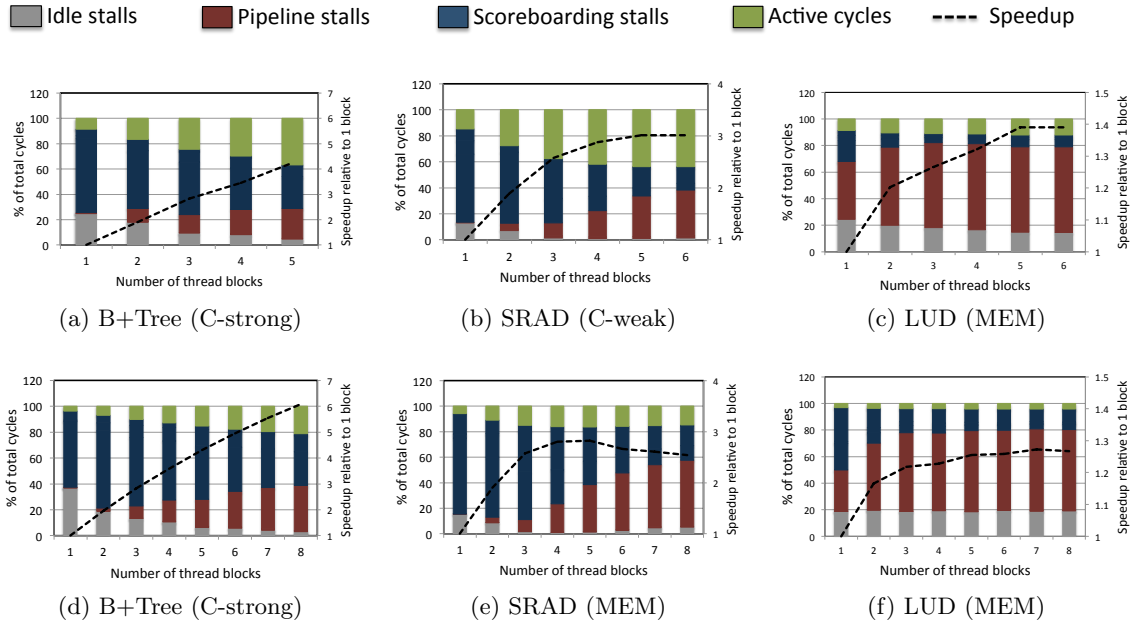 Idle stalls Pipeline stalls Scoreboarding stalls Active cycles Speedup
% of total cycles
120
100
80
60
40
20
0
7
6
5
4
3
2
1
Speedup relative to 1 block
1 2 3 4 5
Number of thread blocks
(a) B+Tree (C-strong)
% of total cycles
120
100
80
60
40
20
0
4
3
2
1
Speedup relative to 1 block
1 2 3 4 5 6
Number of thread blocks
(b) SRAD (C-weak)
% of total cycles
120
100
80
60
40
20
0
1.5
1.4
1.3
1.2
1.1
1
Speedup relative to 1 block
1 2 3 4 5 6
Number of thread blocks
(c) LUD (MEM)
% of total cycles
120
100
80
60
40
20
0
7
6
5
4
3
2
1
Speedup relative to 1 block
1 2 3 4 5 6 7 8
Number of thread blocks
(d) B+Tree (C-strong)
% of total cycles
120
100
80
60
40
20
0
4
3
2
1
Speedup relative to 1 block
1 2 3 4 5 6 7 8
Number of thread blocks
(e) SRAD (MEM)
% of total cycles
120
100
80
60
40
20
0
1.5
1.4
1.3
1.2
1.1
1
Speedup relative to 1 block
1 2 3 4 5 6 7 8
Number of thread blocks
(f) LUD (MEM)